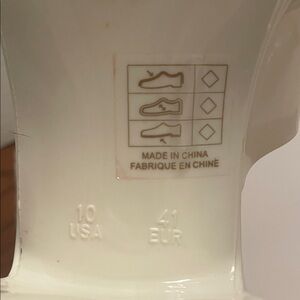 MADE IN CHINA
FABRIQUE EN CHINE
10 41
USA EUR